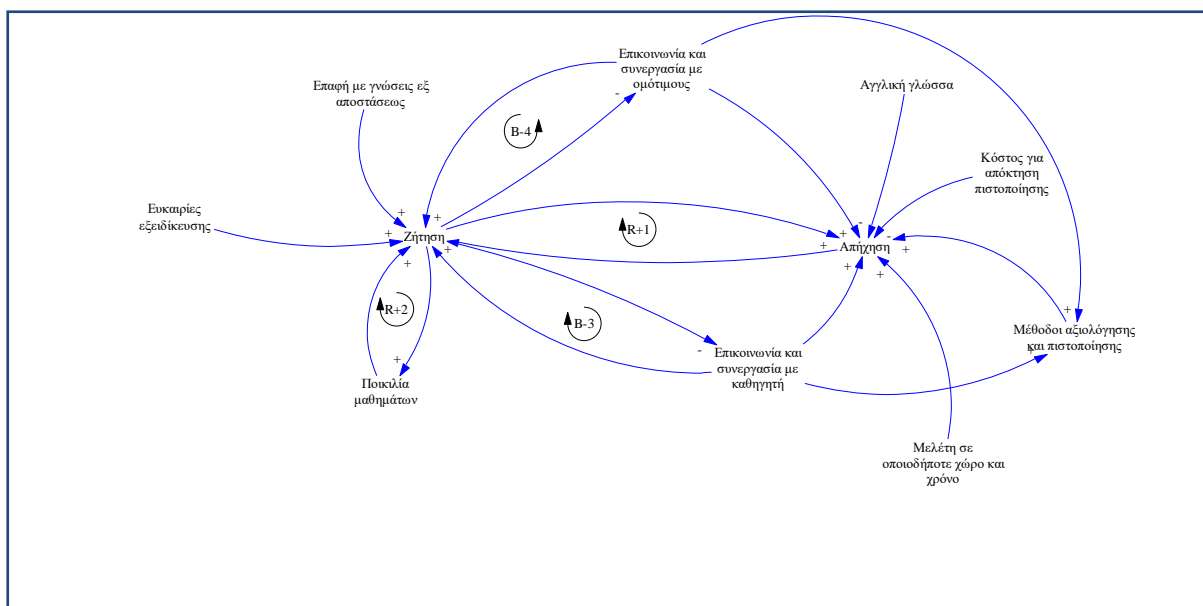 Επικοινωνία και
συνεργασία με
ομότιμους
-
Επαφή με γνώσεις εξ
αποστάσεως
Αγγλική γλώσσα
B-4
Κόστος για
απόκτηση
πιστοποίησης
Ευκαιρίες
εξειδίκευσης
+
+
+
+
Ζήτηση
+
+
R+1
+
+
-
-
-
-
Απήχηση
+
+
+
R+2
B-3
+
-
Επικοινωνία και
συνεργασία με
καθηγητή
+
Μέθοδοι αξιολόγησης
και πιστοποίησης
+
Ποικιλία
μαθημάτων
Μελέτη σε
οποιοδήποτε χώρο και
χρόνο